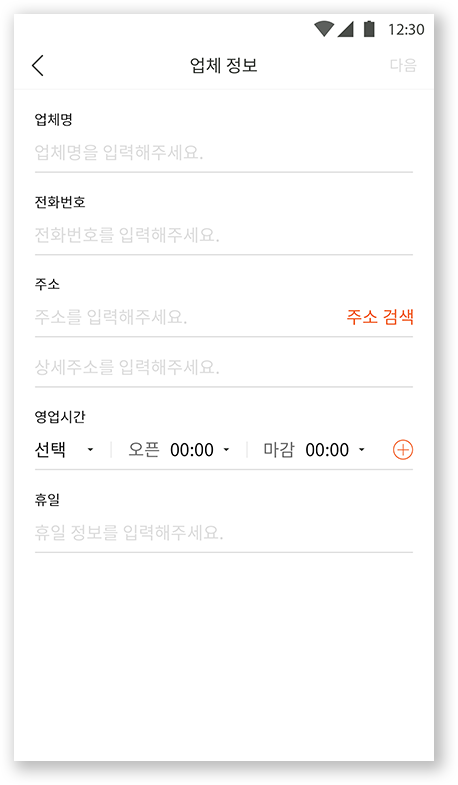 12:30
업체 정보 다음
업체명
업체명을 입력해주세요.
전화번호
전화번호를 입력해주세요.
주소
주소를 입력해주세요. 주소 검색
상세주소를 입력해주세요.
영업시간
선택 오픈 00:00 마감 00:00
휴일
휴일 정보를 입력해주세요.